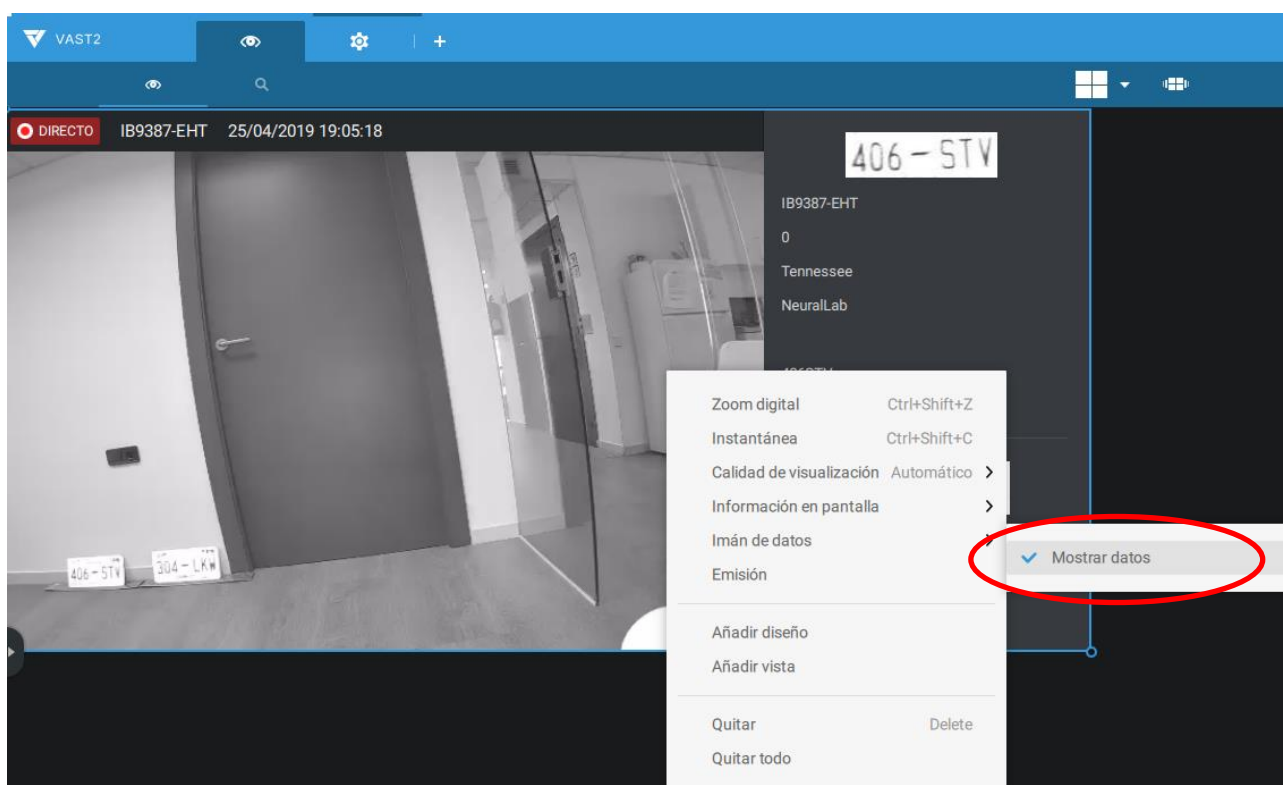 VAST2
DIRECTO IB9387-EHT 25/04/2019 19:05:18
406-STV
IB9387-EHT
0
Tennessee
NeuralLab
406STV
Zoom digital Ctrl+Shift+Z
Instantánea Ctrl+Shift+C
Calidad de visualización Automático
Información en pantalla
Imán de datos
Mostrar datos
Emisión
Añadir diseño
Añadir vista
Quitar Delete
Quitar todo
406-STV
304-LKW